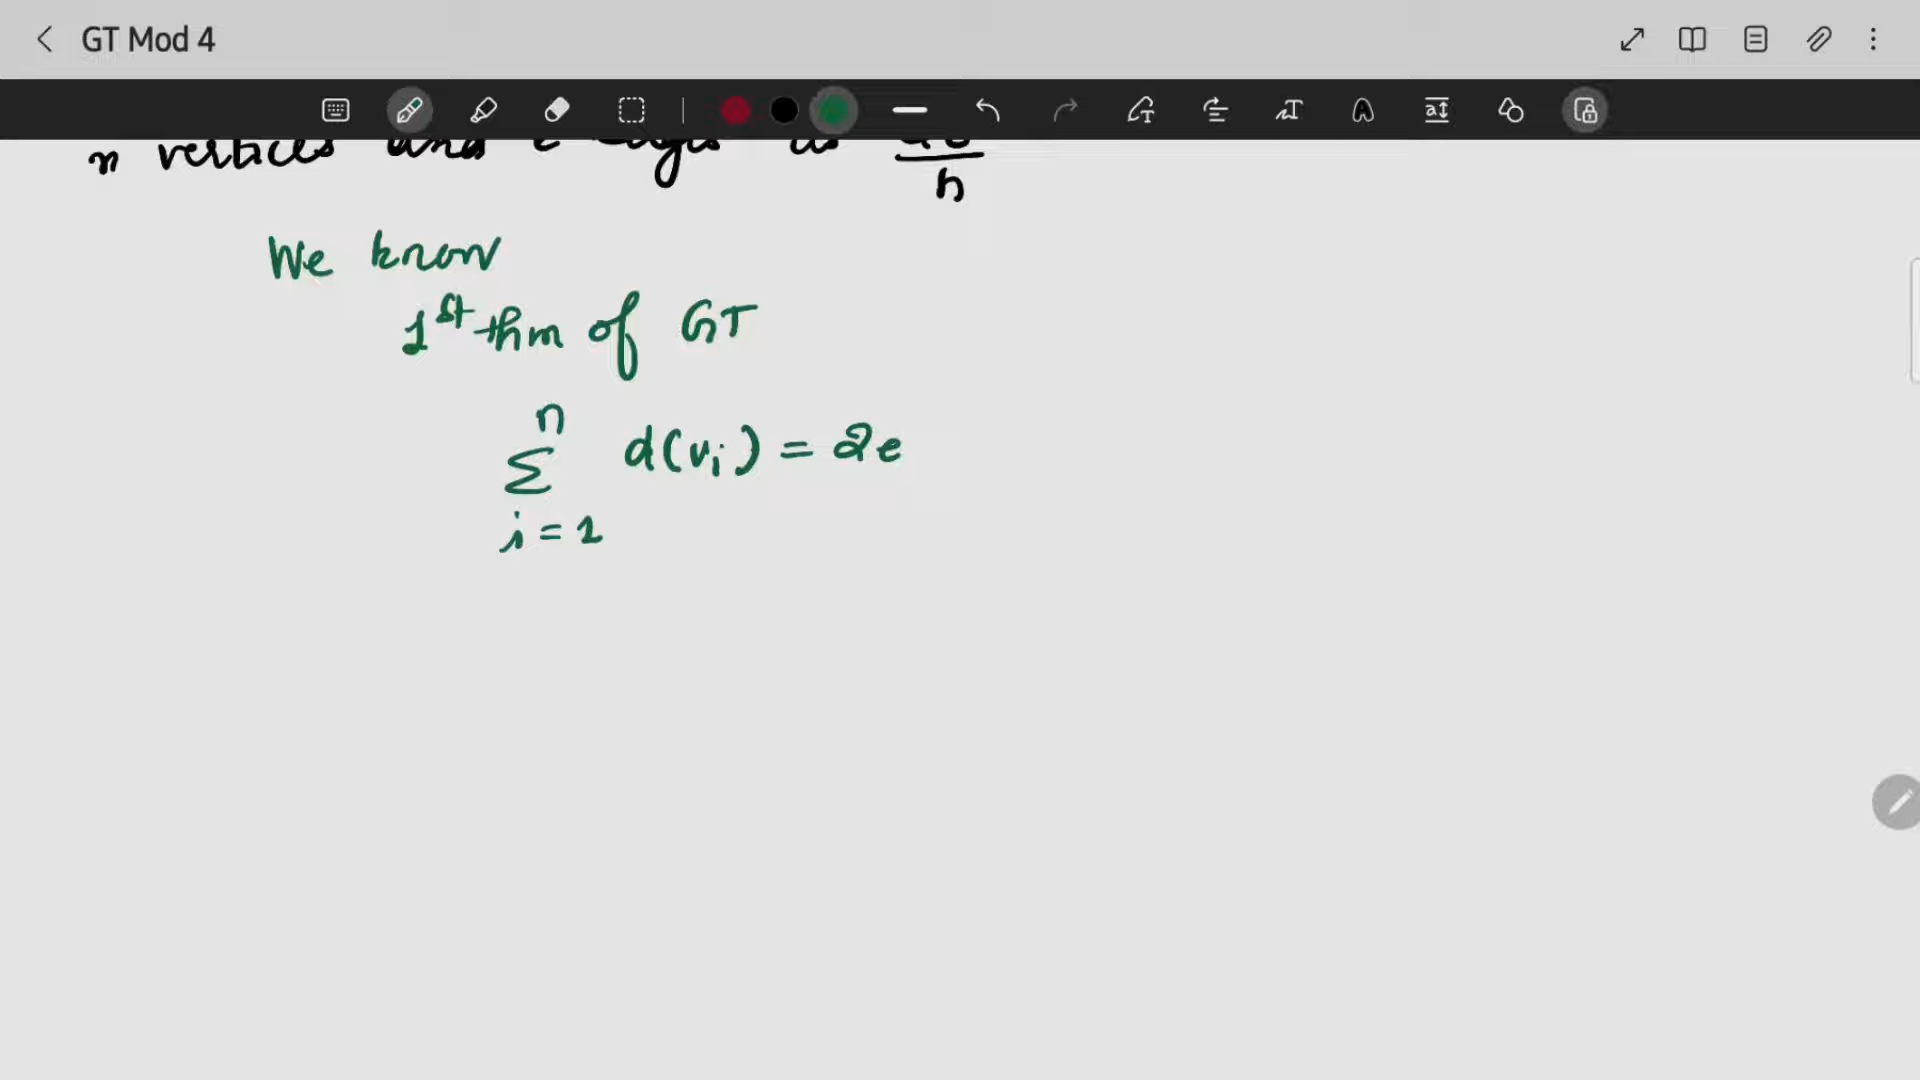 GT Mod 4
n vertices and e edges is 2e/n
We know
1st thm of GT
n
Σ d(vi) = 2e
i = 1